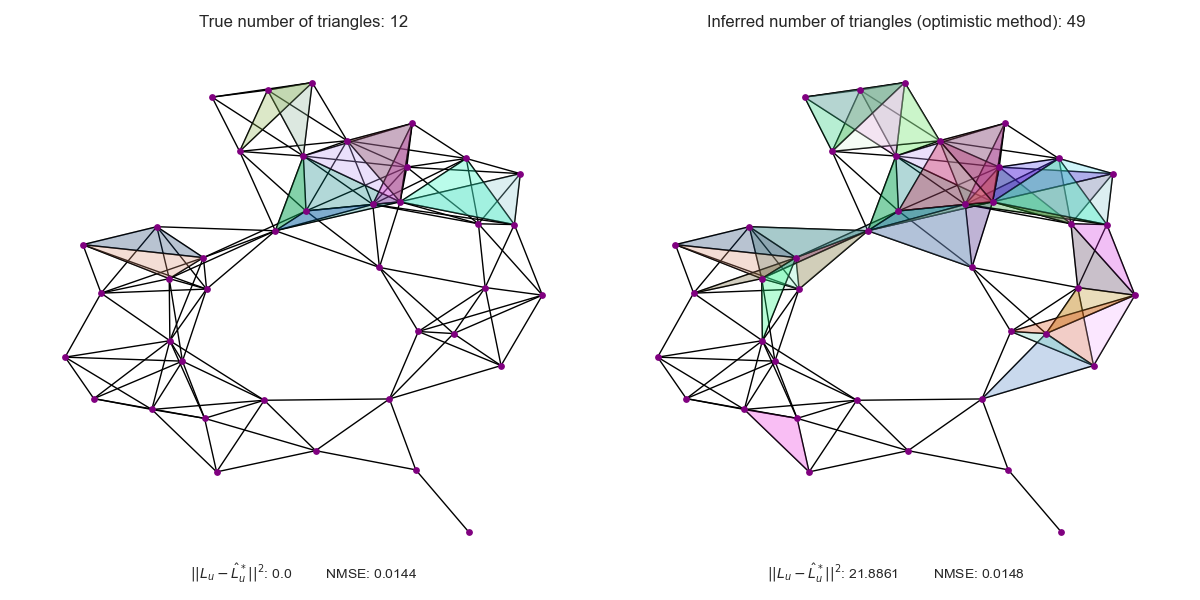 True number of triangles: 12
Inferred number of triangles (optimistic method): 49
$||L_u - \hat{L}_u^*||^2$: 0.0 NMSE: 0.0144
$||L_u - \hat{L}_u^*||^2$: 21.8861 NMSE: 0.0148